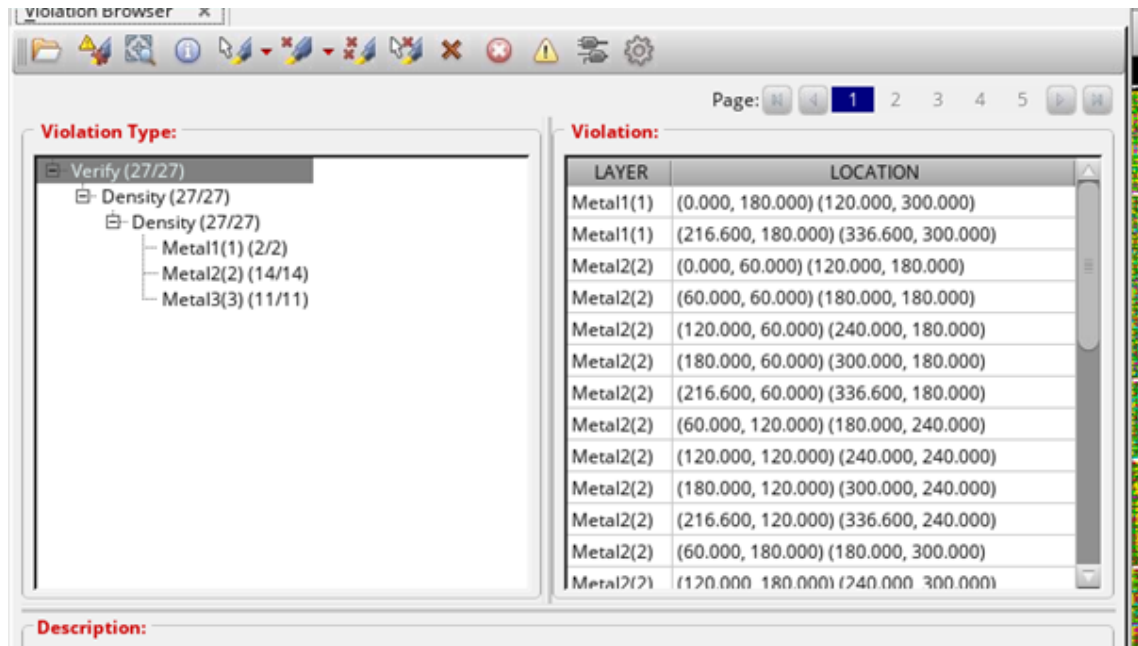 Violation Browser ×
Page: 1 2 3 4 5
Violation Type:
Verify (27/27)
Density (27/27)
Density (27/27)
Metal1(1) (2/2)
Metal2(2) (14/14)
Metal3(3) (11/11)
Violation:
LAYER LOCATION
Metal1(1) (0.000, 180.000) (120.000, 300.000)
Metal1(1) (216.600, 180.000) (336.600, 300.000)
Metal2(2) (0.000, 60.000) (120.000, 180.000)
Metal2(2) (60.000, 60.000) (180.000, 180.000)
Metal2(2) (120.000, 60.000) (240.000, 180.000)
Metal2(2) (180.000, 60.000) (300.000, 180.000)
Metal2(2) (216.600, 60.000) (336.600, 180.000)
Metal2(2) (60.000, 120.000) (180.000, 240.000)
Metal2(2) (120.000, 120.000) (240.000, 240.000)
Metal2(2) (180.000, 120.000) (300.000, 240.000)
Metal2(2) (216.600, 120.000) (336.600, 240.000)
Metal2(2) (60.000, 180.000) (180.000, 300.000)
Metal2(2) (120.000, 180.000) (240.000, 300.000)
Description: